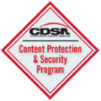 CDSA
Content Protection
& Security
Program